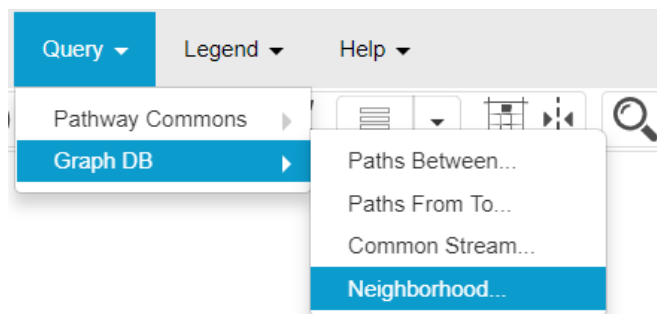 Query Legend Help
Pathway Commons
Graph DB
Paths Between...
Paths From To...
Common Stream...
Neighborhood...